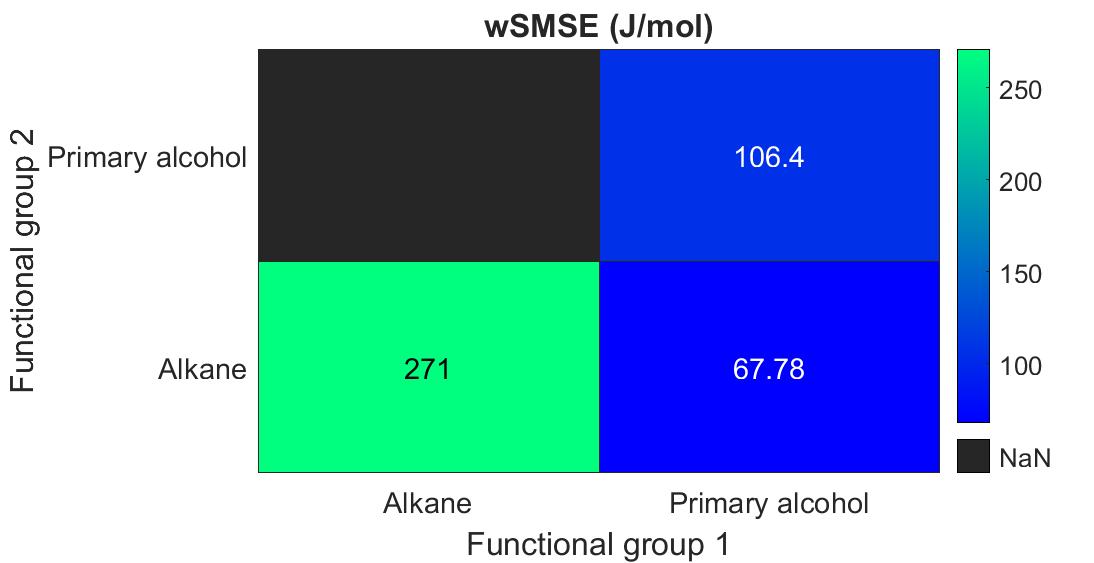 wSMSE (J/mol)
Functional group 2
Primary alcohol
Alkane
106.4
271
67.78
Alkane
Primary alcohol
Functional group 1
250
200
150
100
NaN